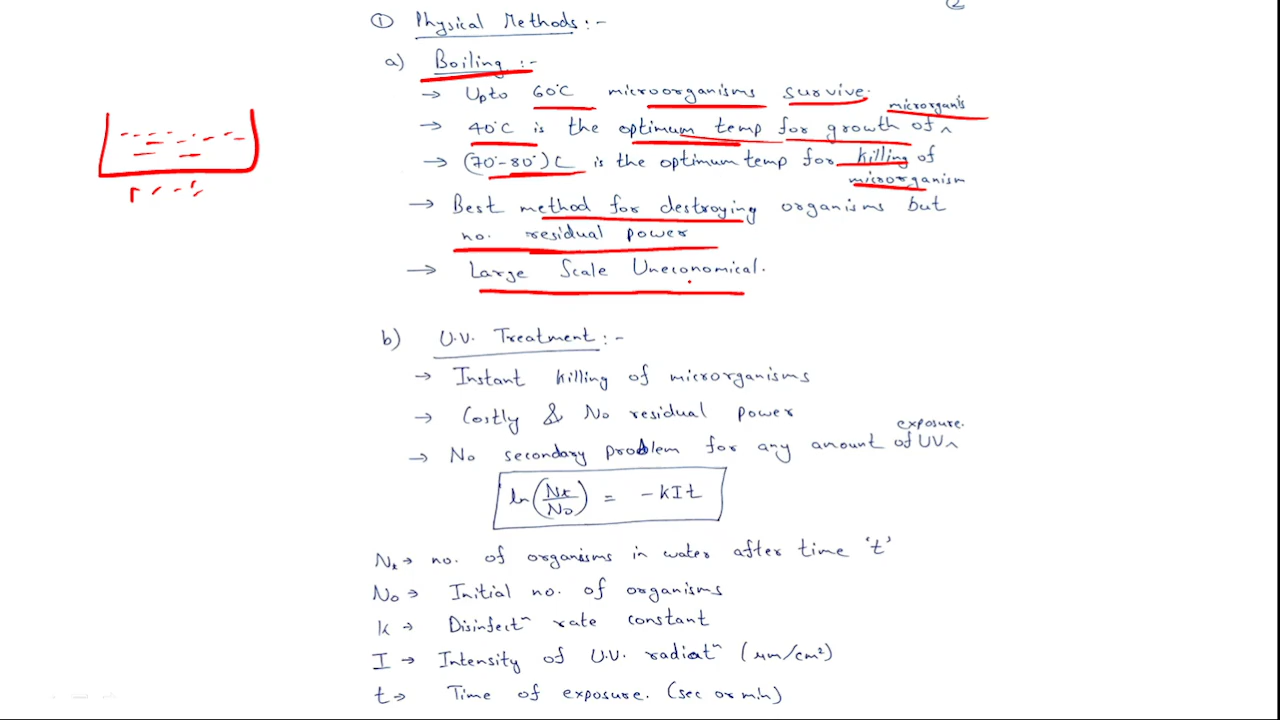 ②
① Physical Methods :-
a) Boiling :-
→ Upto 60°C microorganisms survive.
→ 40°C is the optimum temp for growth of ^ microrganis
→ (70°-80°)C is the optimum temp for killing of
microorganism
→ Best method for destroying organisms but
no. residual power
→ Large Scale Uneconomical.
b) U.V. Treatment :-
→ Instant killing of microrganisms
→ Costly & No residual power
→ No secondary problem for any amount of UV ^ exposure.
ln(Nt/No) = -kIt
Nt → no. of organisms in water after time 't'
No → Initial no. of organisms
k → Disinfectⁿ rate constant
I → Intensity of U.V. radiatⁿ (μm/cm²)
t → Time of exposure. (sec or min)